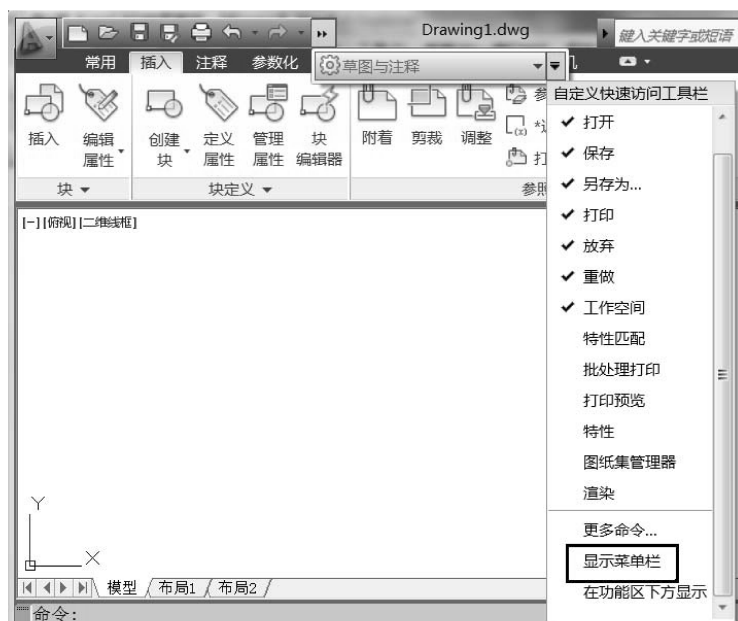 Drawing1.dwg
键入关键字或短语
常用 插入 注释 参数化
草图与注释
插入 编辑属性 创建块 定义属性 管理属性 块编辑器 附着 剪裁 调整
块 块定义
[-][俯视][二维线框]
自定义快速访问工具栏
打开
保存
另存为...
打印
放弃
重做
工作空间
特性匹配
批处理打印
打印预览
特性
图纸集管理器
渲染
更多命令...
显示菜单栏
在功能区下方显示
Y
X
模型 布局1 布局2
命令: